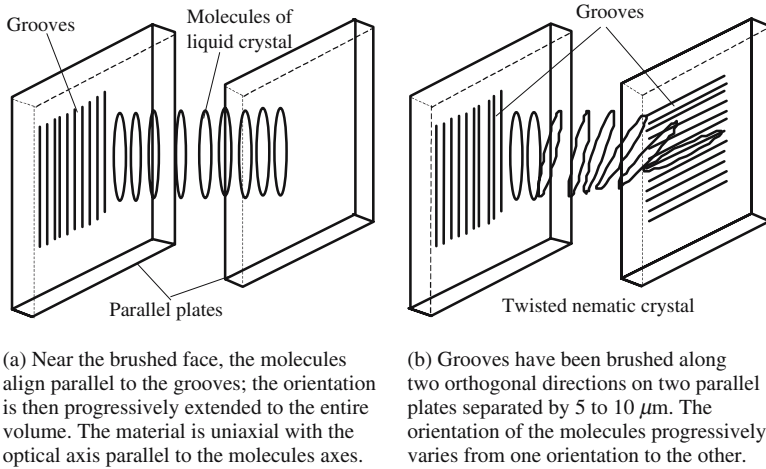 Grooves
Molecules of
liquid crystal
Parallel plates
Grooves
Twisted nematic crystal
(a) Near the brushed face, the molecules
align parallel to the grooves; the orientation
is then progressively extended to the entire
volume. The material is uniaxial with the
optical axis parallel to the molecules axes.
(b) Grooves have been brushed along
two orthogonal directions on two parallel
plates separated by 5 to 10 μm. The
orientation of the molecules progressively
varies from one orientation to the other.